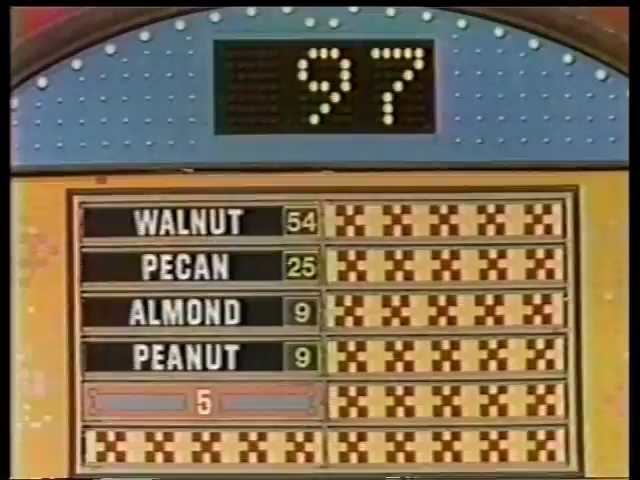 97
WALNUT 54
PECAN 25
ALMOND 9
PEANUT 9
5